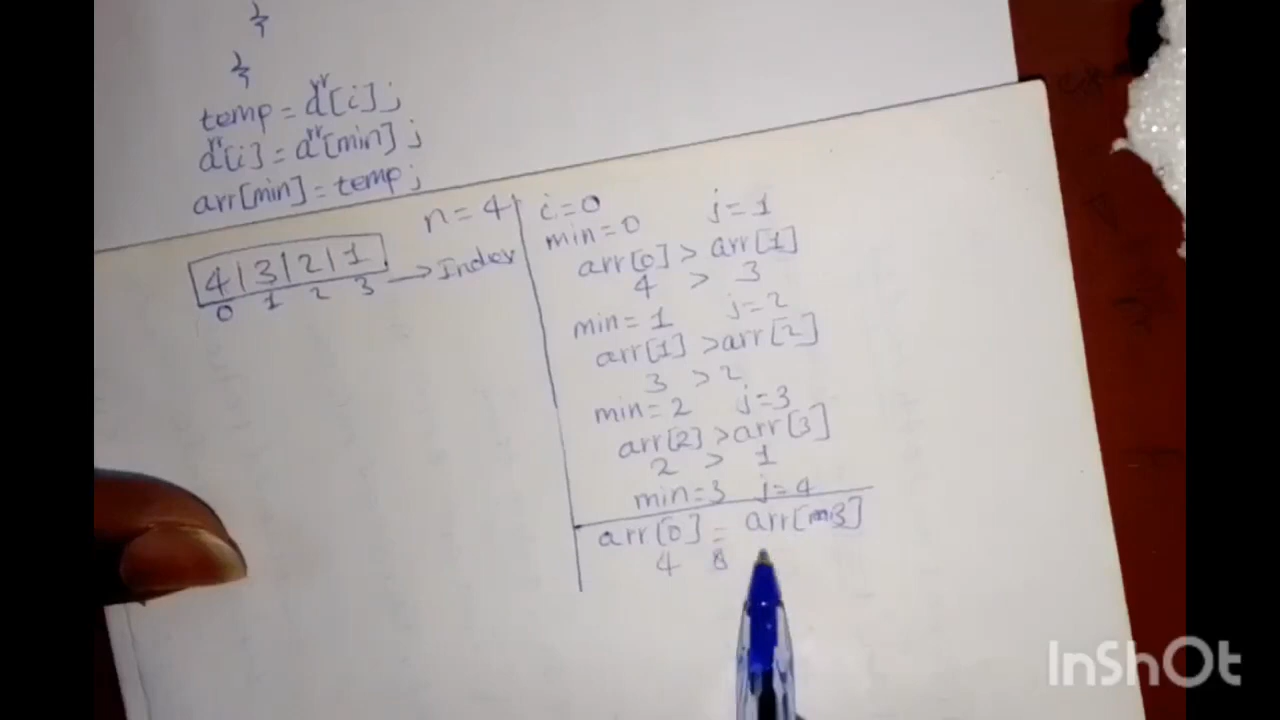 }
}
temp = arr[i];
arr[i] = arr[min];
arr[min] = temp;
n = 4
4|3|2|1
0 1 2 3 → Index
i = 0
min = 0 j = 1
arr[0] > arr[1]
4 > 3
min = 1 j = 2
arr[1] > arr[2]
3 > 2
min = 2 j = 3
arr[2] > arr[3]
2 > 1
min = 3 j = 4
arr[0] = arr[3]
4 &
InShOt